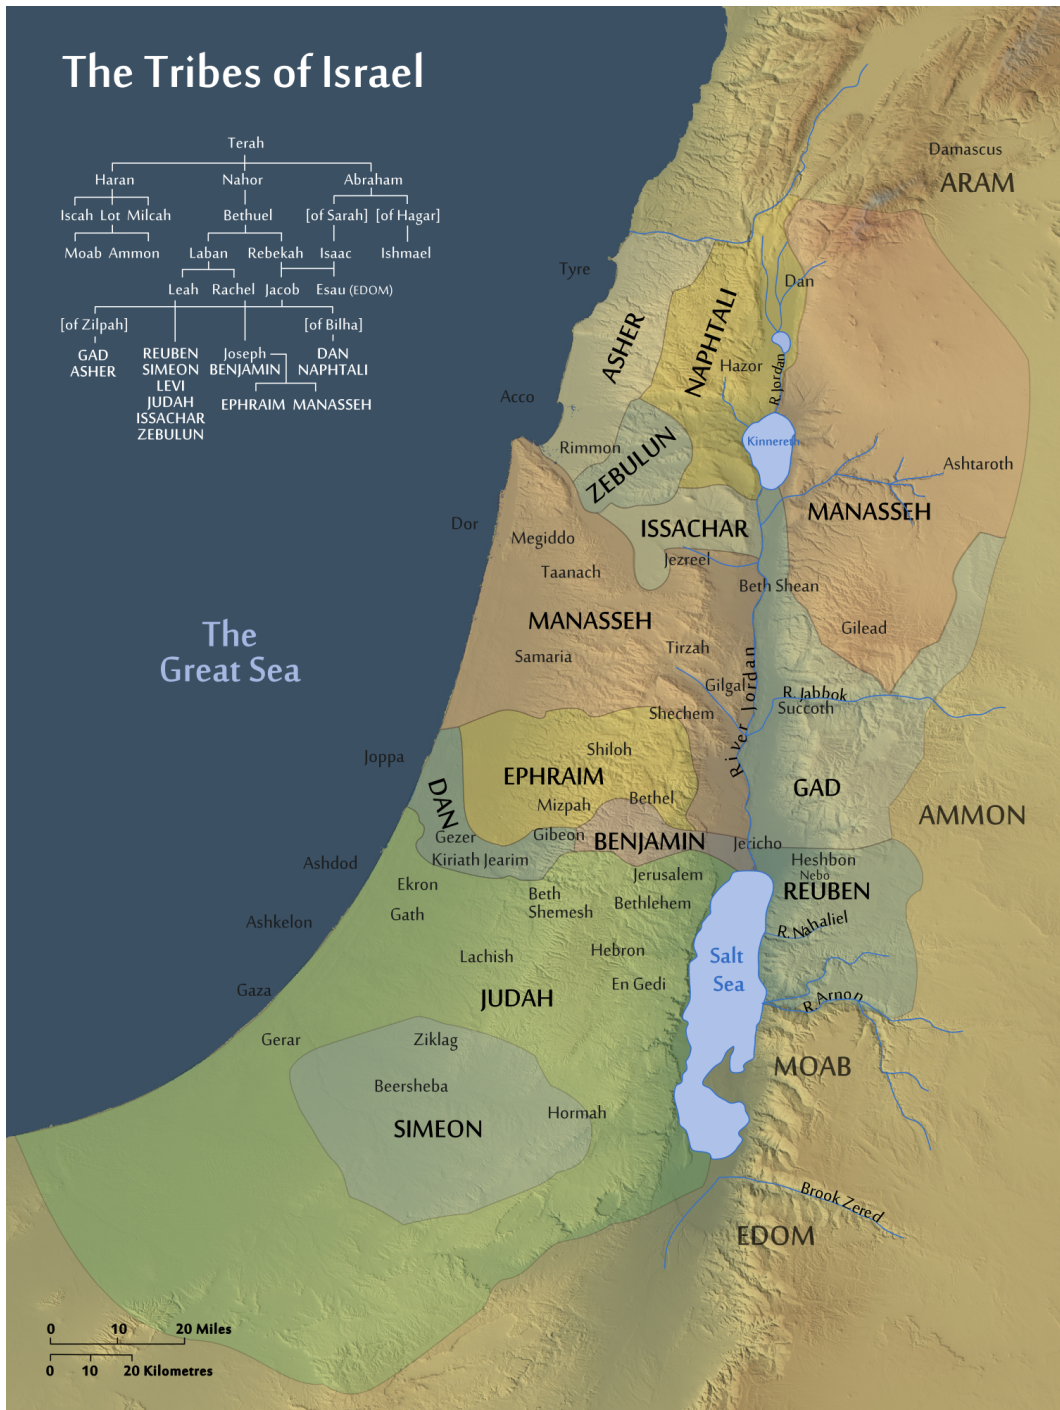 The Tribes of Israel
Terah
Haran Nahor Abraham
Iscah Lot Milcah Bethuel [of Sarah] [of Hagar]
Moab Ammon Laban Rebekah Isaac Ishmael
Leah Rachel Jacob Esau (EDOM)
[of Zilpah] [of Bilha]
GAD REUBEN Joseph DAN
ASHER SIMEON BENJAMIN NAPHTALI
LEVI
JUDAH EPHRAIM MANASSEH
ISSACHAR
ZEBULUN
Damascus
ARAM
Tyre
Dan
ASHER
NAPHTALI
Hazor
R. Jordan
Acco
Kinnereth
Rimmon
ZEBULUN
Ashtaroth
MANASSEH
Dor
ISSACHAR
Megiddo
Jezreel
Taanach
Beth Shean
MANASSEH
Gilead
The
Great Sea
Samaria
Tirzah
Gilgal
River Jordan
R. Jabbok
Succoth
Shechem
Joppa
Shiloh
EPHRAIM
DAN
Mizpah
Bethel
GAD
AMMON
Gezer
Gibeon
BENJAMIN
Jericho
Kiriath Jearim
Heshbon
Nebo
REUBEN
Ashdod
Ekron
Jerusalem
Beth
Shemesh
Bethlehem
Gath
Ashkelon
R. Nahaliel
Lachish
Hebron
Salt
Sea
En Gedi
Gaza
JUDAH
R. Arnon
Gerar
Ziklag
MOAB
Beersheba
Hormah
SIMEON
Brook Zered
EDOM
0 10 20 Miles
0 10 20 Kilometres